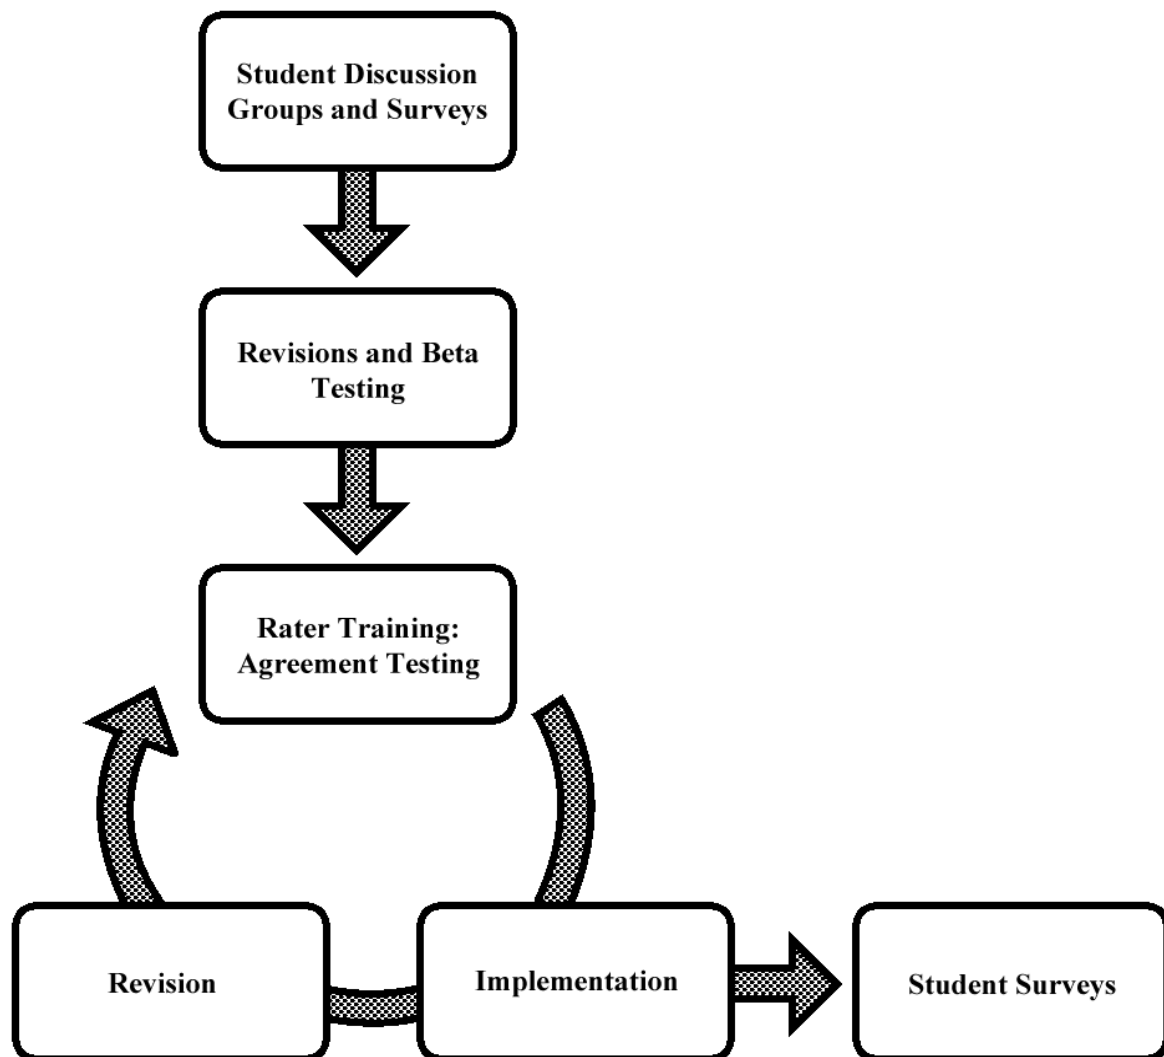 Student Discussion
Groups and Surveys
Revisions and Beta
Testing
Rater Training:
Agreement Testing
Revision
Implementation
Student Surveys